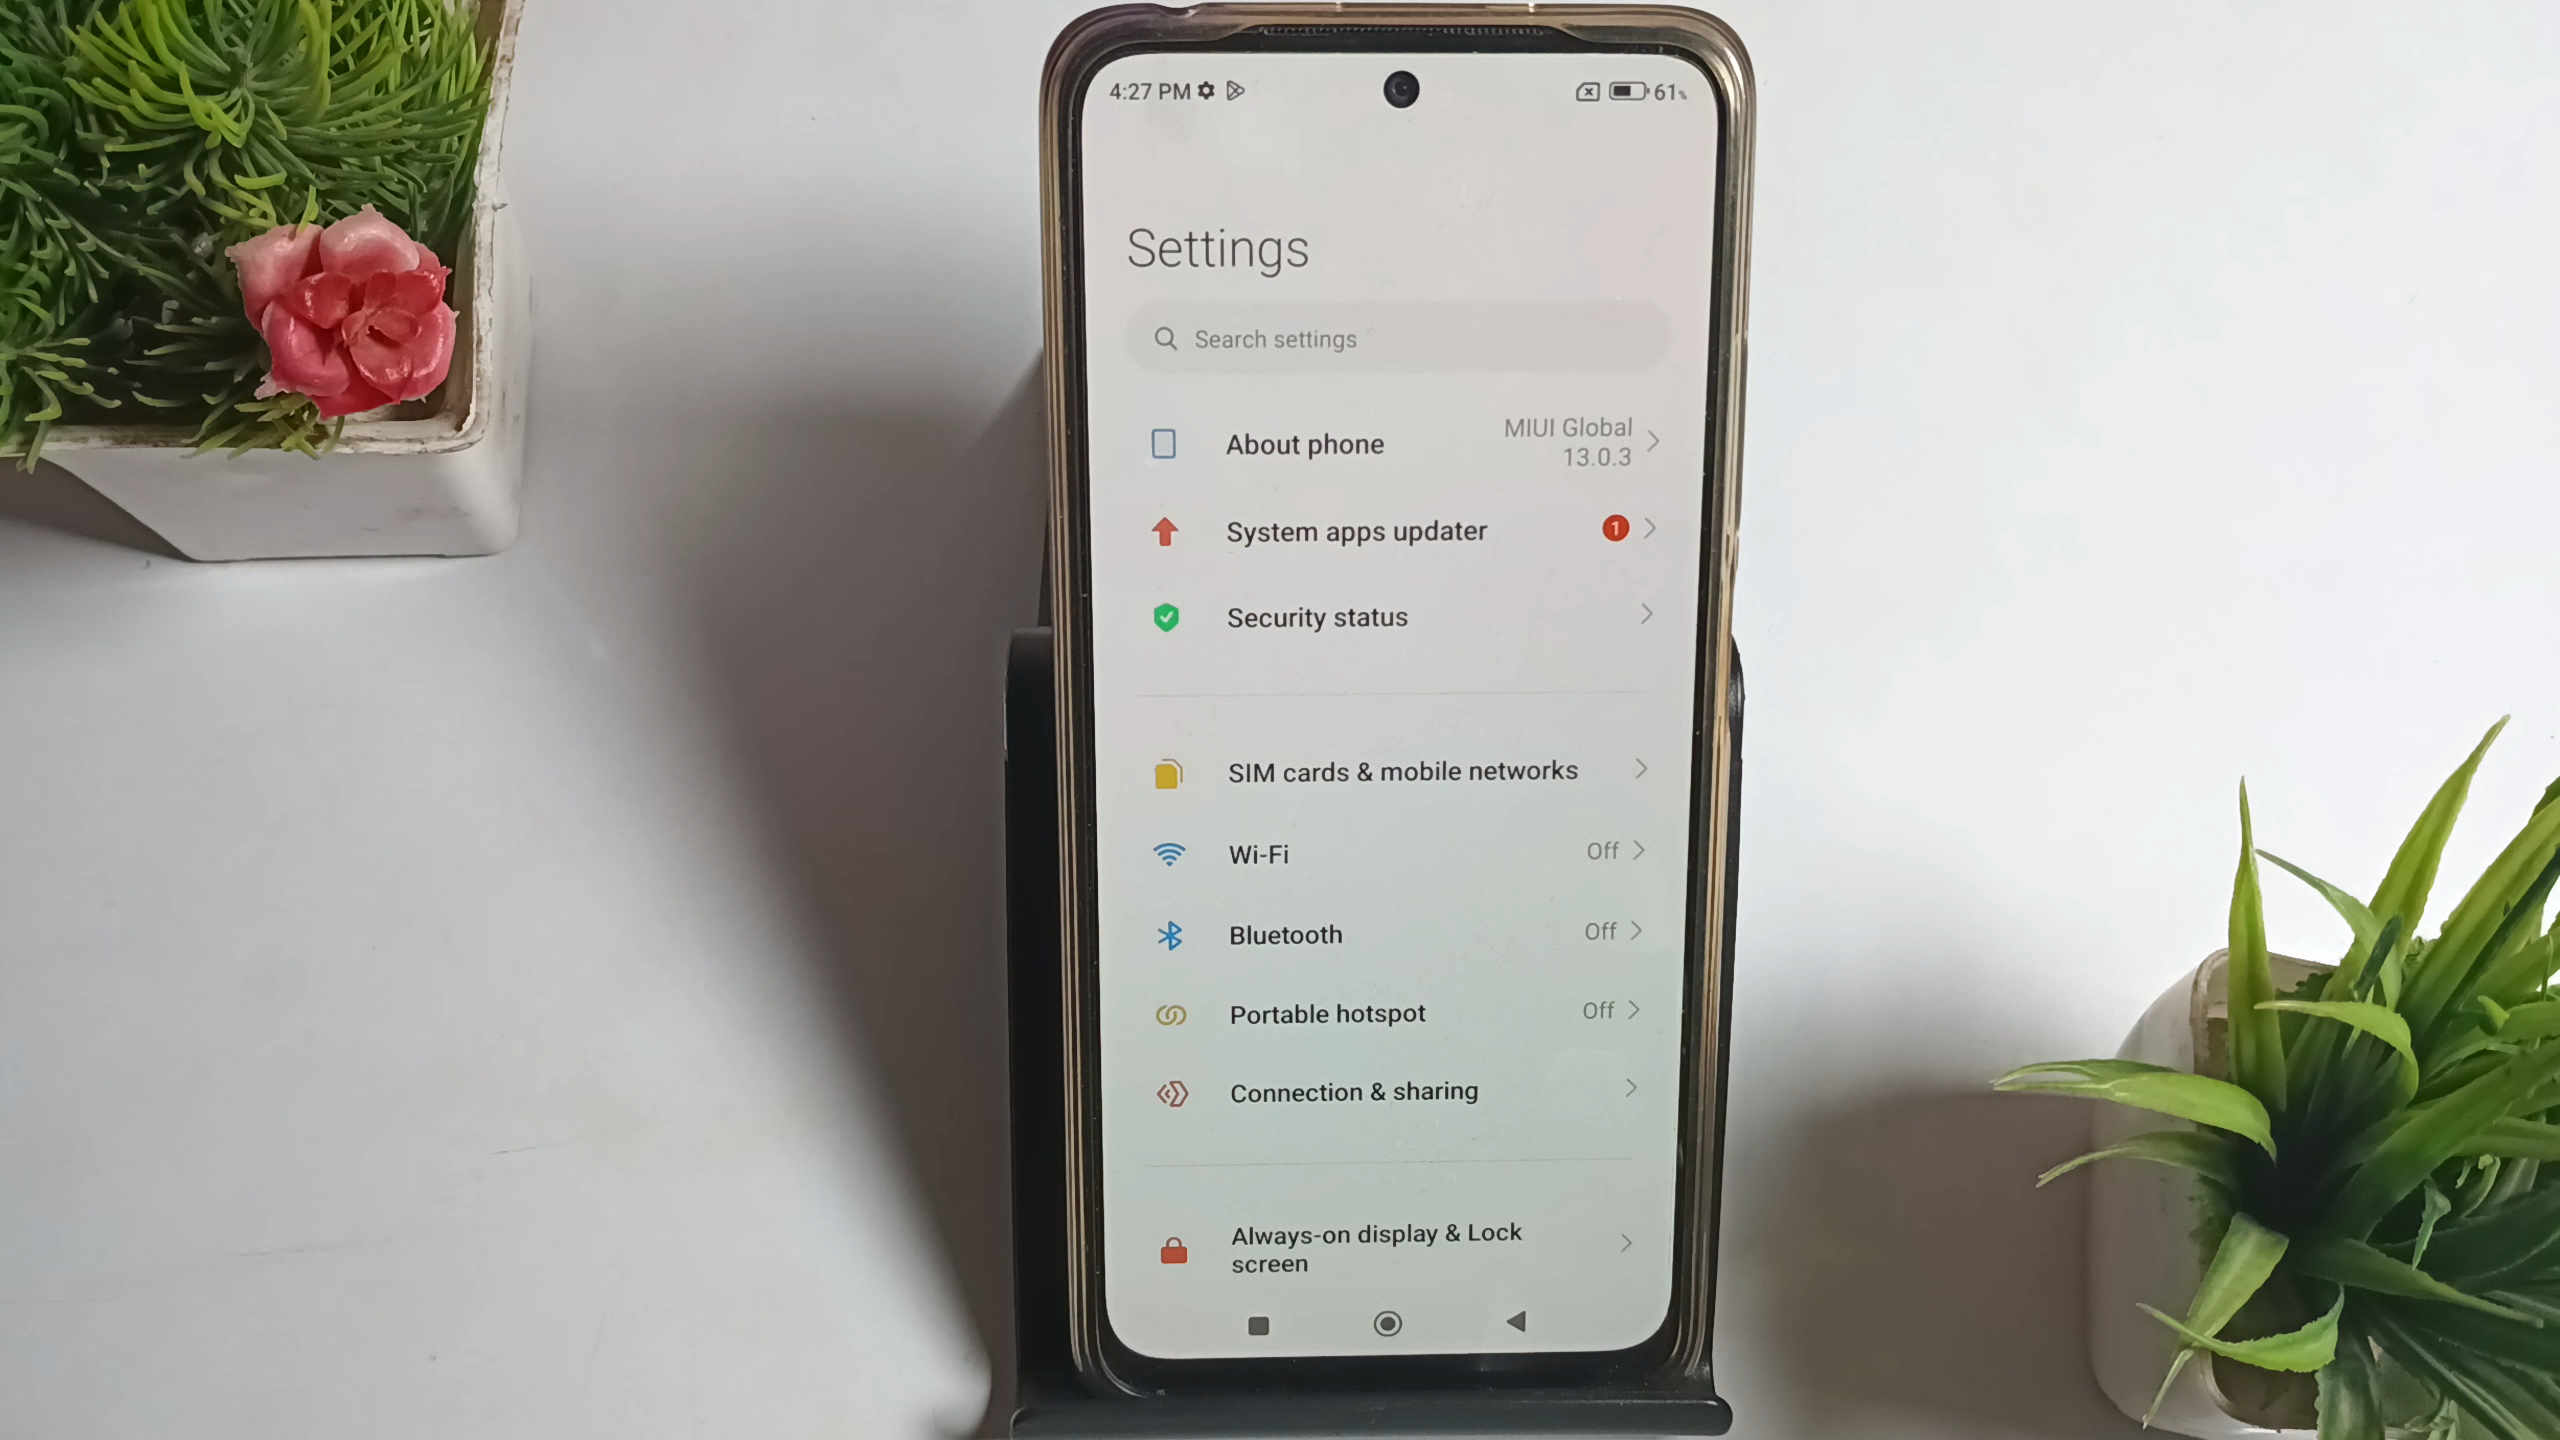 4:27 PM 61%
Settings
Search settings
About phone
MIUI Global
13.0.3
System apps updater 1
Security status
SIM cards & mobile networks
Wi-Fi Off
Bluetooth Off
Portable hotspot Off
Connection & sharing
Always-on display & Lock
screen